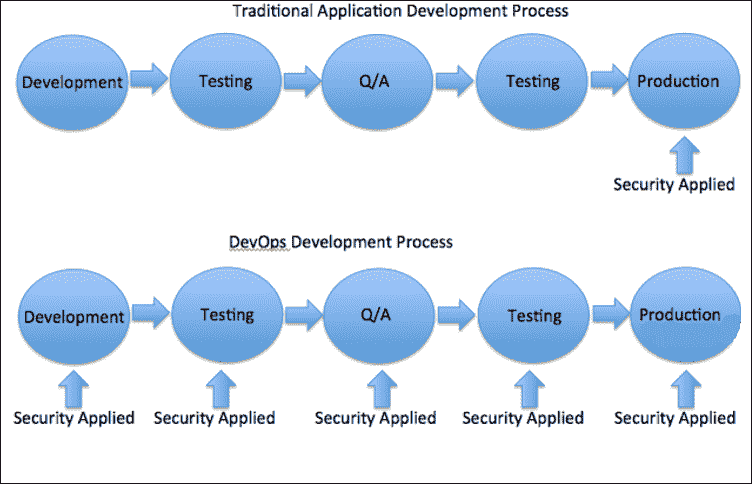 Traditional Application Development Process
Development
Testing
Q/A
Testing
Production
Security Applied
DevOps Development Process
Development
Testing
Q/A
Testing
Production
Security Applied
Security Applied
Security Applied
Security Applied
Security Applied